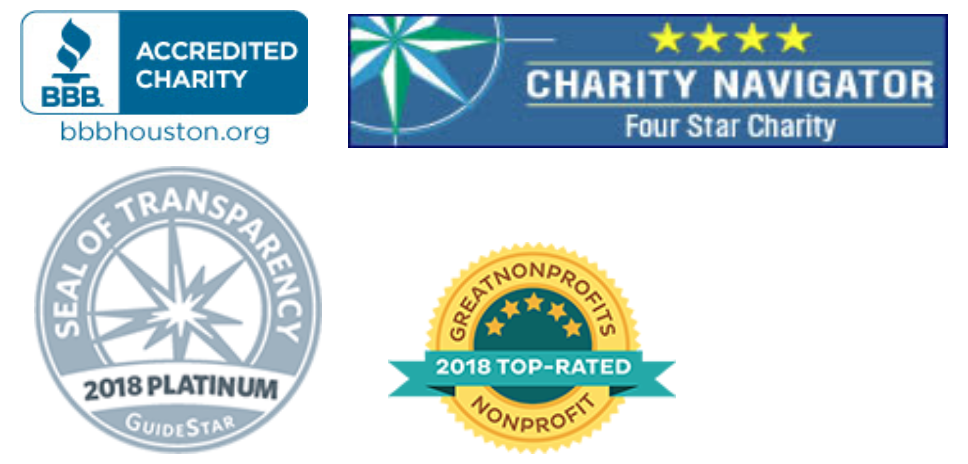 ACCREDITED
CHARITY
BBB.
bbbhouston.org
CHARITY NAVIGATOR
Four Star Charity
SEAL OF TRANSPARENCY
2018 PLATINUM
GUIDESTAR
GREATNONPROFITS
2018 TOP-RATED
NONPROFIT